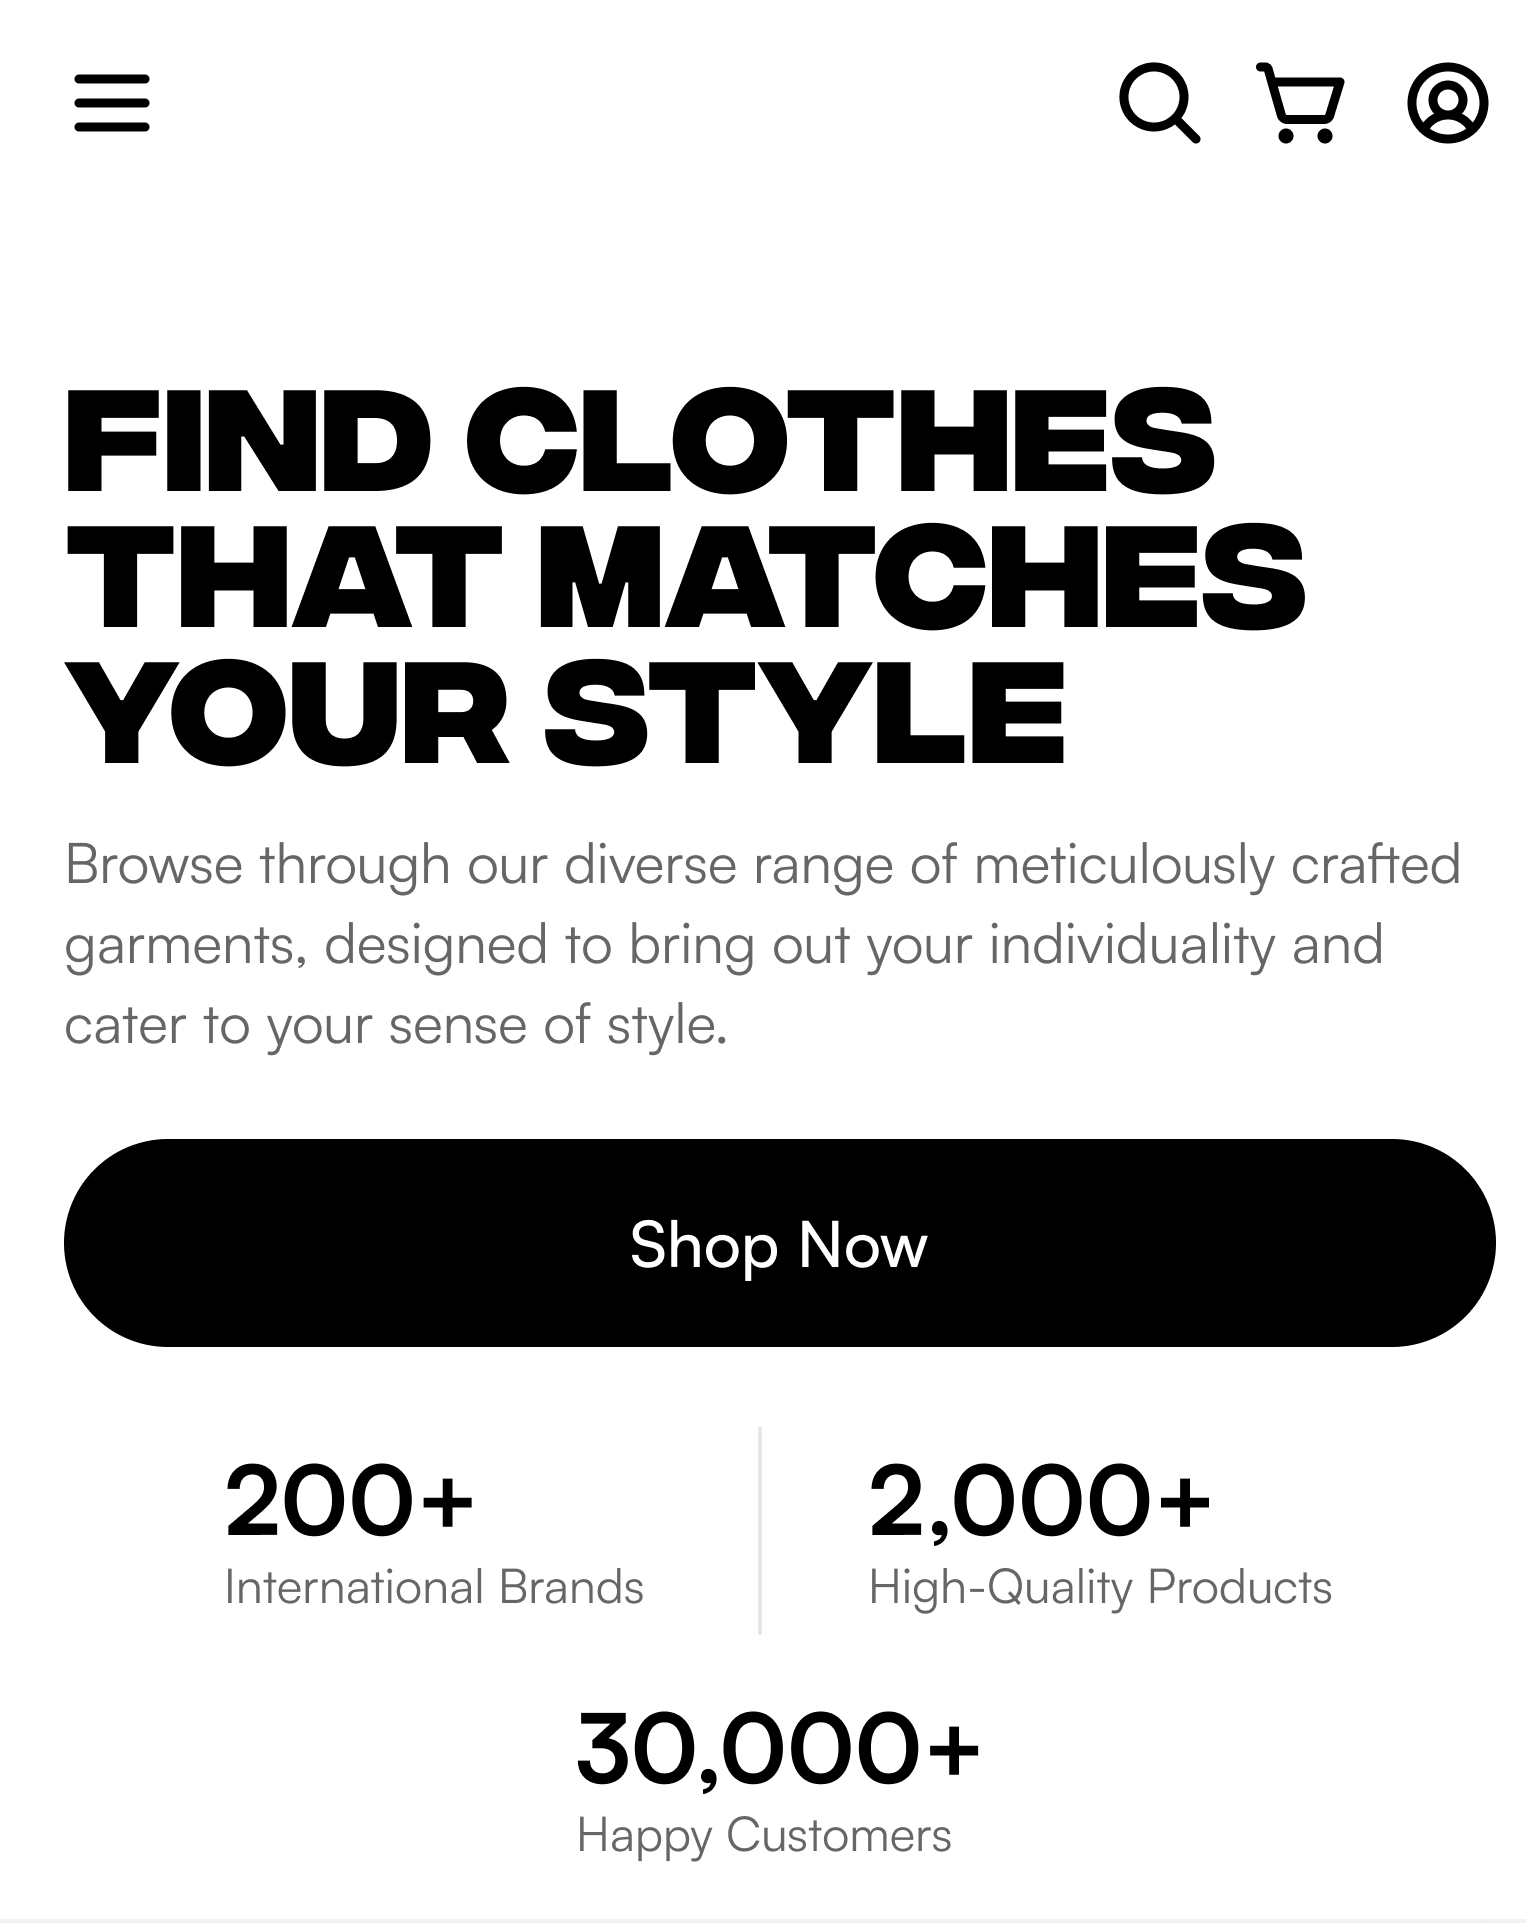 FIND CLOTHES
THAT MATCHES
YOUR STYLE
Browse through our diverse range of meticulously crafted
garments, designed to bring out your individuality and
cater to your sense of style.
Shop Now
200+
International Brands
2,000+
High-Quality Products
30,000+
Happy Customers